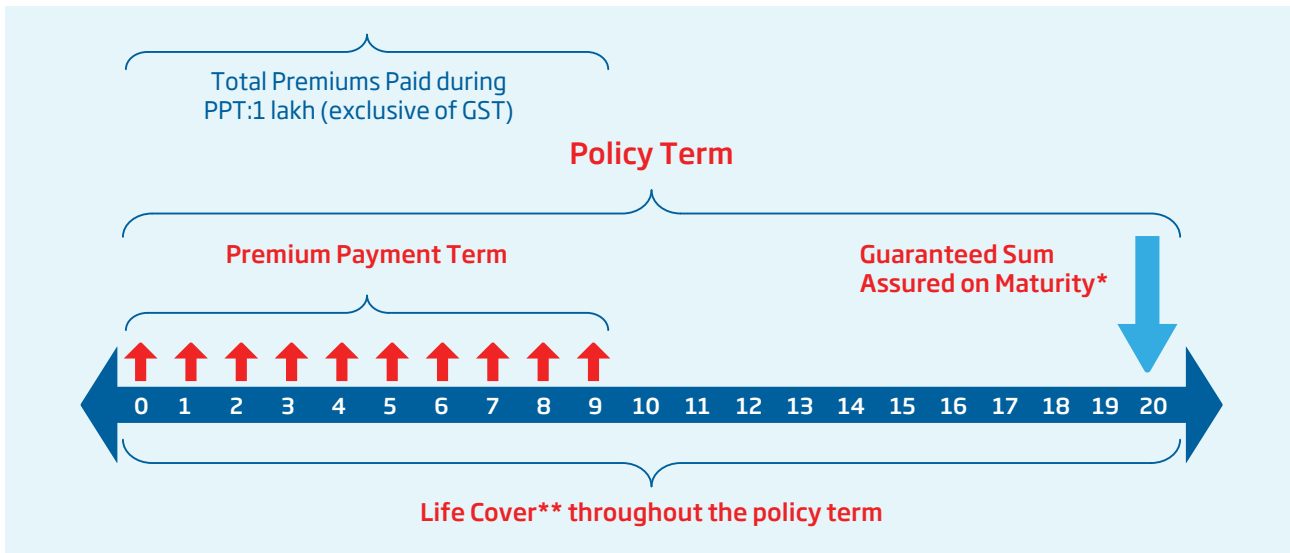 Total Premiums Paid during
PPT:1 lakh (exclusive of GST)
Policy Term
Premium Payment Term
Guaranteed Sum
Assured on Maturity*
0 1 2 3 4 5 6 7 8 9 10 11 12 13 14 15 16 17 18 19 20
Life Cover** throughout the policy term